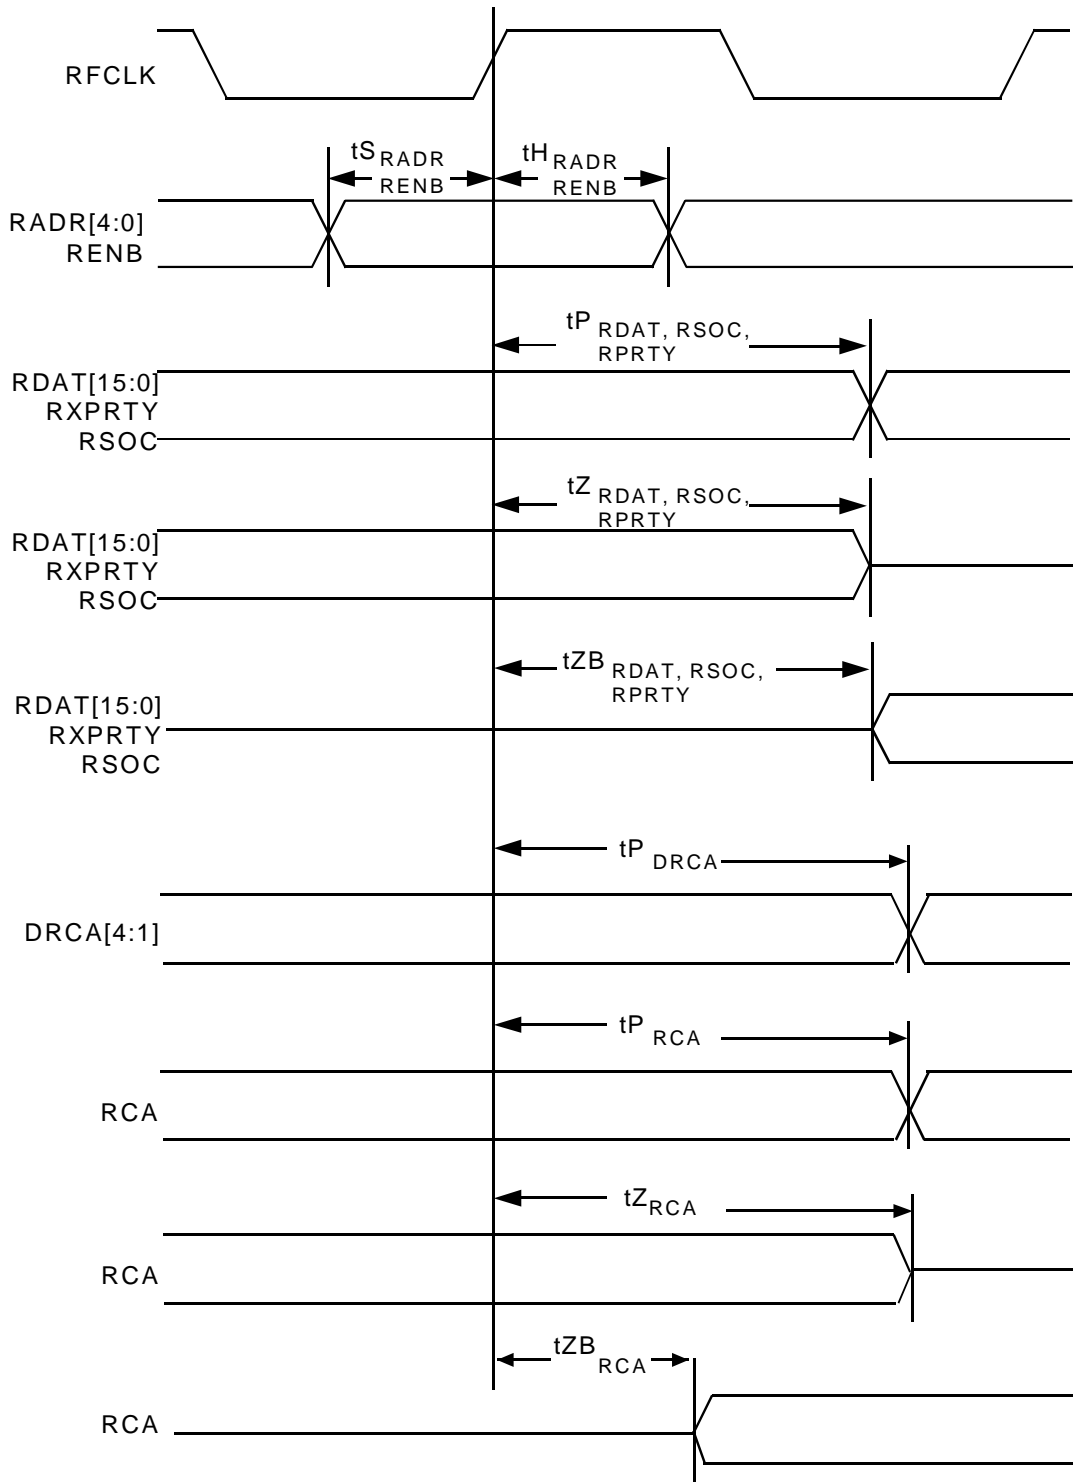 RFCLK
tS RADR
RENB
tH RADR
RENB
RADR[4:0]
RENB
tP RDAT, RSOC,
RPRTY
RDAT[15:0]
RXPRTY
RSOC
tZ RDAT, RSOC,
RPRTY
RDAT[15:0]
RXPRTY
RSOC
tZB RDAT, RSOC,
RPRTY
RDAT[15:0]
RXPRTY
RSOC
tP DRCA
DRCA[4:1]
tP RCA
RCA
tZRCA
RCA
tZB RCA
RCA